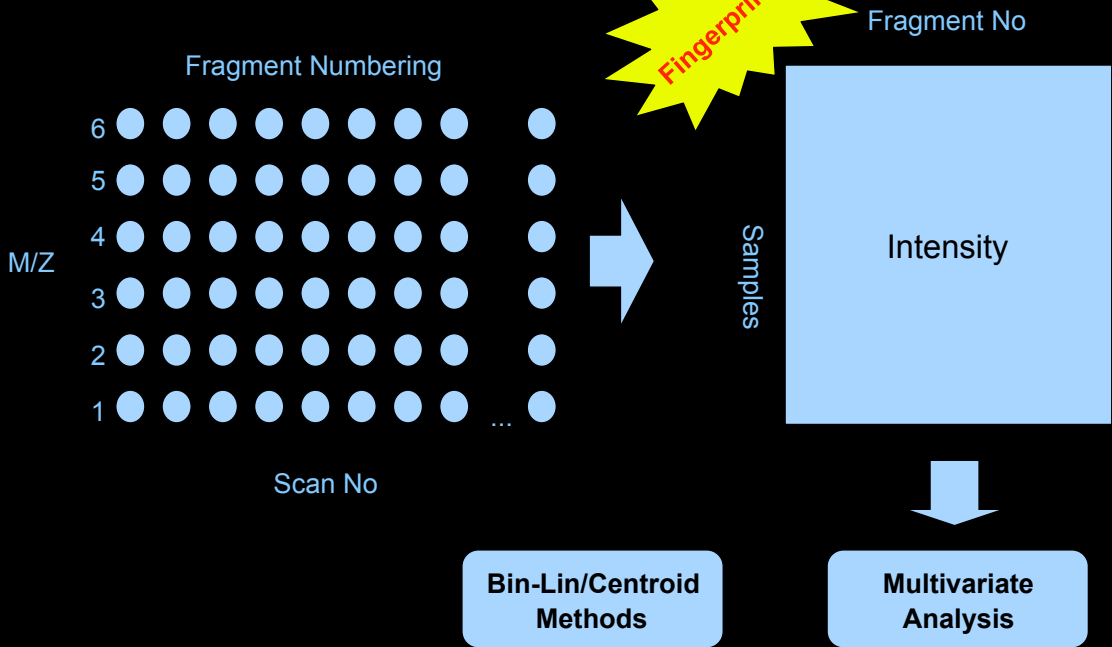 Fragment No
Fragment Numbering
6
5
4
M/Z
3
2
1
...
Scan No
Samples
Intensity
Bin-Lin/Centroid
Methods
Multivariate
Analysis